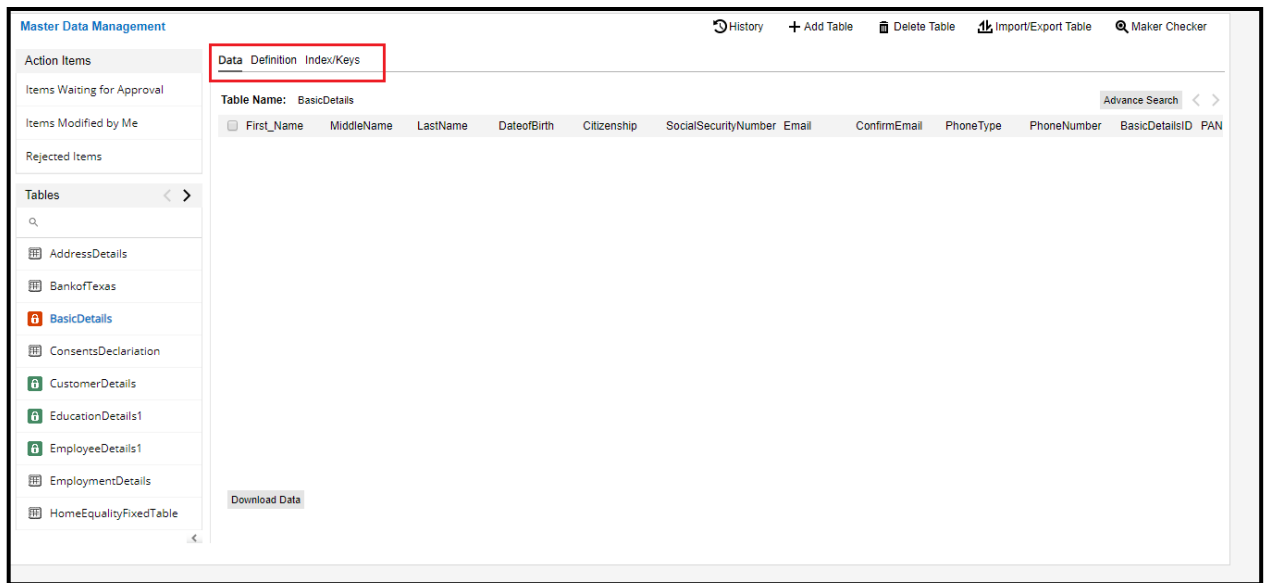 Master Data Management
History
Add Table
Delete Table
Import/Export Table
Maker Checker
Action Items
Items Waiting for Approval
Items Modified by Me
Rejected Items
Tables
AddressDetails
BankofTexas
BasicDetails
ConsentsDeclariation
CustomerDetails
EducationDetails1
EmployeeDetails1
EmploymentDetails
HomeEqualityFixedTable
Data Definition Index/Keys
Table Name: BasicDetails
Advance Search
First_Name MiddleName LastName DateofBirth Citizenship SocialSecurityNumber Email ConfirmEmail PhoneType PhoneNumber BasicDetailsID PAN
Download Data